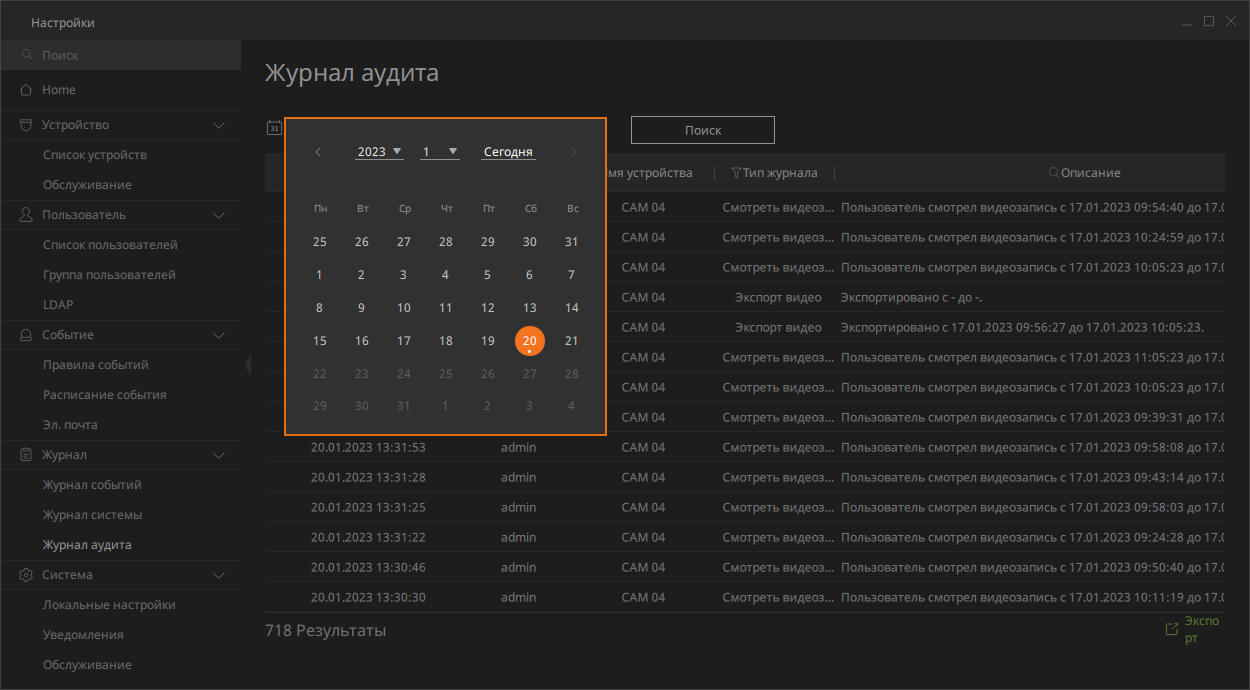 Настройки
Поиск
Home
Устройство
Список устройств
Обслуживание
Пользователь
Список пользователей
Группа пользователей
LDAP
Событие
Правила событий
Расписание события
Эл. почта
Журнал
Журнал событий
Журнал системы
Журнал аудита
Система
Локальные настройки
Уведомления
Обслуживание
Журнал аудита
31
2023 1 Сегодня
Пн Вт Ср Чт Пт Сб Вс
25 26 27 28 29 30 31
1 2 3 4 5 6 7
8 9 10 11 12 13 14
15 16 17 18 19 20 21
22 23 24 25 26 27 28
29 30 31 1 2 3 4
Поиск
мя устройства Тип журнала Описание
CAM 04 Смотреть видеоз... Пользователь смотрел видеозапись с 17.01.2023 09:54:40 до 17.0
CAM 04 Смотреть видеоз... Пользователь смотрел видеозапись с 17.01.2023 10:24:59 до 17.0
CAM 04 Смотреть видеоз... Пользователь смотрел видеозапись с 17.01.2023 10:05:23 до 17.0
CAM 04 Экспорт видео Экспортировано с - до -.
CAM 04 Экспорт видео Экспортировано с 17.01.2023 09:56:27 до 17.01.2023 10:05:23.
CAM 04 Смотреть видеоз... Пользователь смотрел видеозапись с 17.01.2023 11:05:23 до 17.0
CAM 04 Смотреть видеоз... Пользователь смотрел видеозапись с 17.01.2023 10:05:23 до 17.0
CAM 04 Смотреть видеоз... Пользователь смотрел видеозапись с 17.01.2023 09:39:31 до 17.0
20.01.2023 13:31:53 admin CAM 04 Смотреть видеоз... Пользователь смотрел видеозапись с 17.01.2023 09:58:08 до 17.0
20.01.2023 13:31:28 admin CAM 04 Смотреть видеоз... Пользователь смотрел видеозапись с 17.01.2023 09:43:14 до 17.0
20.01.2023 13:31:25 admin CAM 04 Смотреть видеоз... Пользователь смотрел видеозапись с 17.01.2023 09:58:03 до 17.0
20.01.2023 13:31:22 admin CAM 04 Смотреть видеоз... Пользователь смотрел видеозапись с 17.01.2023 09:24:28 до 17.0
20.01.2023 13:30:46 admin CAM 04 Смотреть видеоз... Пользователь смотрел видеозапись с 17.01.2023 09:50:40 до 17.0
20.01.2023 13:30:30 admin CAM 04 Смотреть видеоз... Пользователь смотрел видеозапись с 17.01.2023 10:11:19 до 17.0
718 Результаты
Экспо
рт